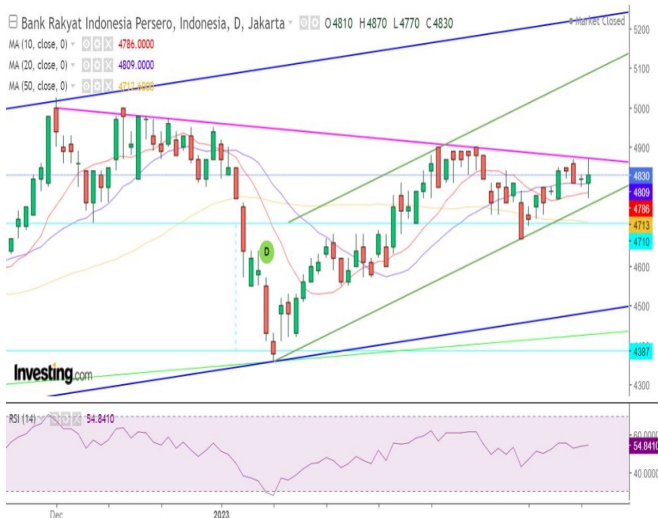 Bank Rakyat Indonesia Persero, Indonesia, D, Jakarta O4810 H4870 L4770 C4830
Market Closed
MA (10, close, 0) 4786.0000
MA (20, close, 0) 4809.0000
MA (50, close, 0) 4712.6000
5200
5100
5000
4900
4830
4809
4786
4713
4710
4600
4500
4387
4300
D
Investing.com
RSI (14) 54.8410
60.0000
54.8410
40.0000
Dec
2023